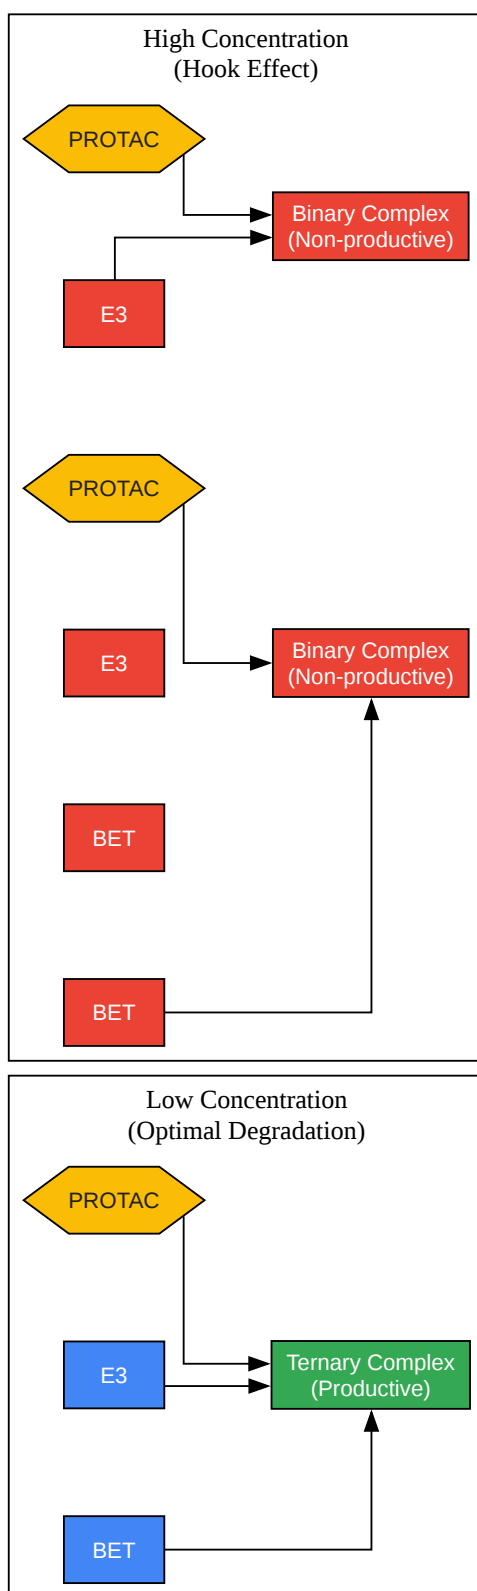 High Concentration
(Hook Effect)
PROTAC
Binary Complex
(Non-productive)
E3
PROTAC
E3
Binary Complex
(Non-productive)
BET
BET
Low Concentration
(Optimal Degradation)
PROTAC
E3
Ternary Complex
(Productive)
BET